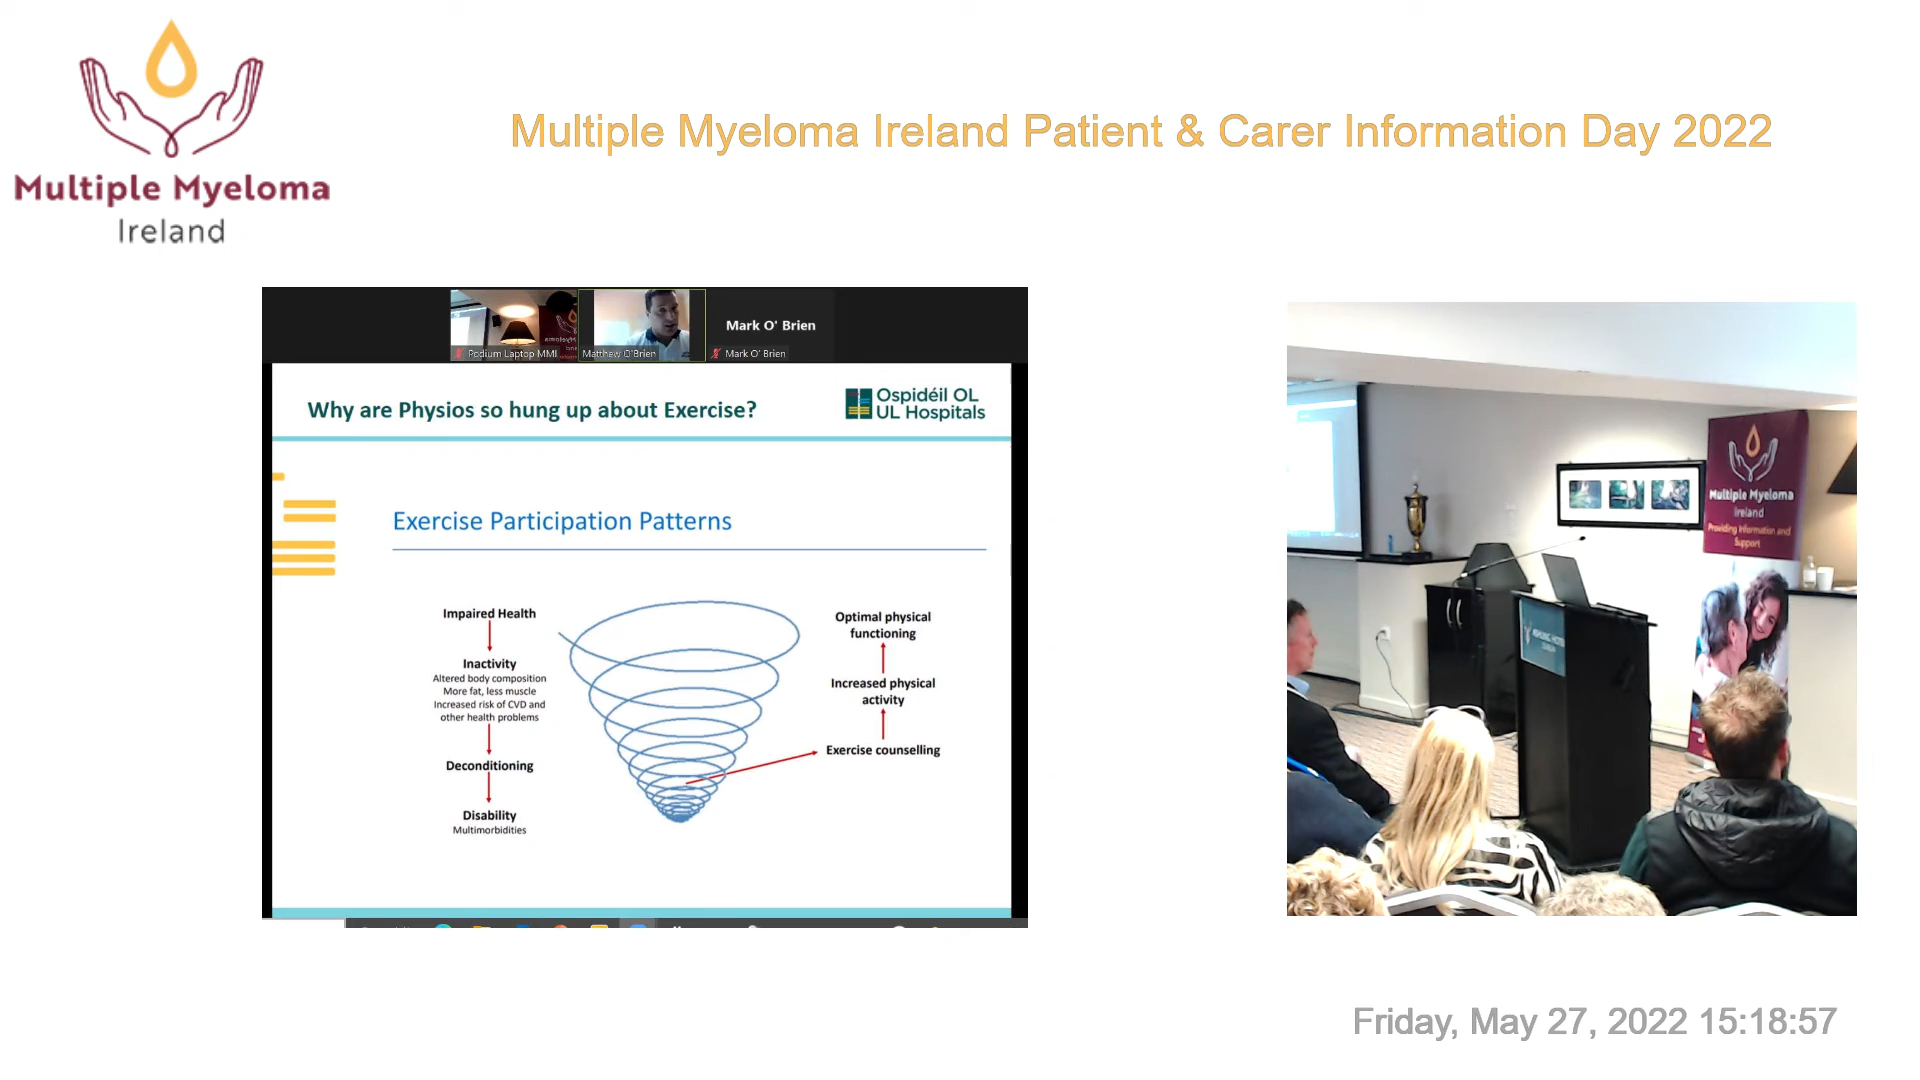 Multiple Myeloma
Ireland
Multiple Myeloma Ireland Patient & Carer Information Day 2022
Mark O' Brien
Podium Laptop MMI
Matthew O'Brien
Mark O' Brien
Why are Physios so hung up about Exercise?
Ospidéil OL
UL Hospitals
Exercise Participation Patterns
Impaired Health
Inactivity
Altered body composition
More fat, less muscle
Increased risk of CVD and
other health problems
Deconditioning
Disability
Multimorbidities
Optimal physical
functioning
Increased physical
activity
Exercise counselling
Multiple Myeloma
Ireland
Providing Information and
Support
Friday, May 27, 2022 15:18:57